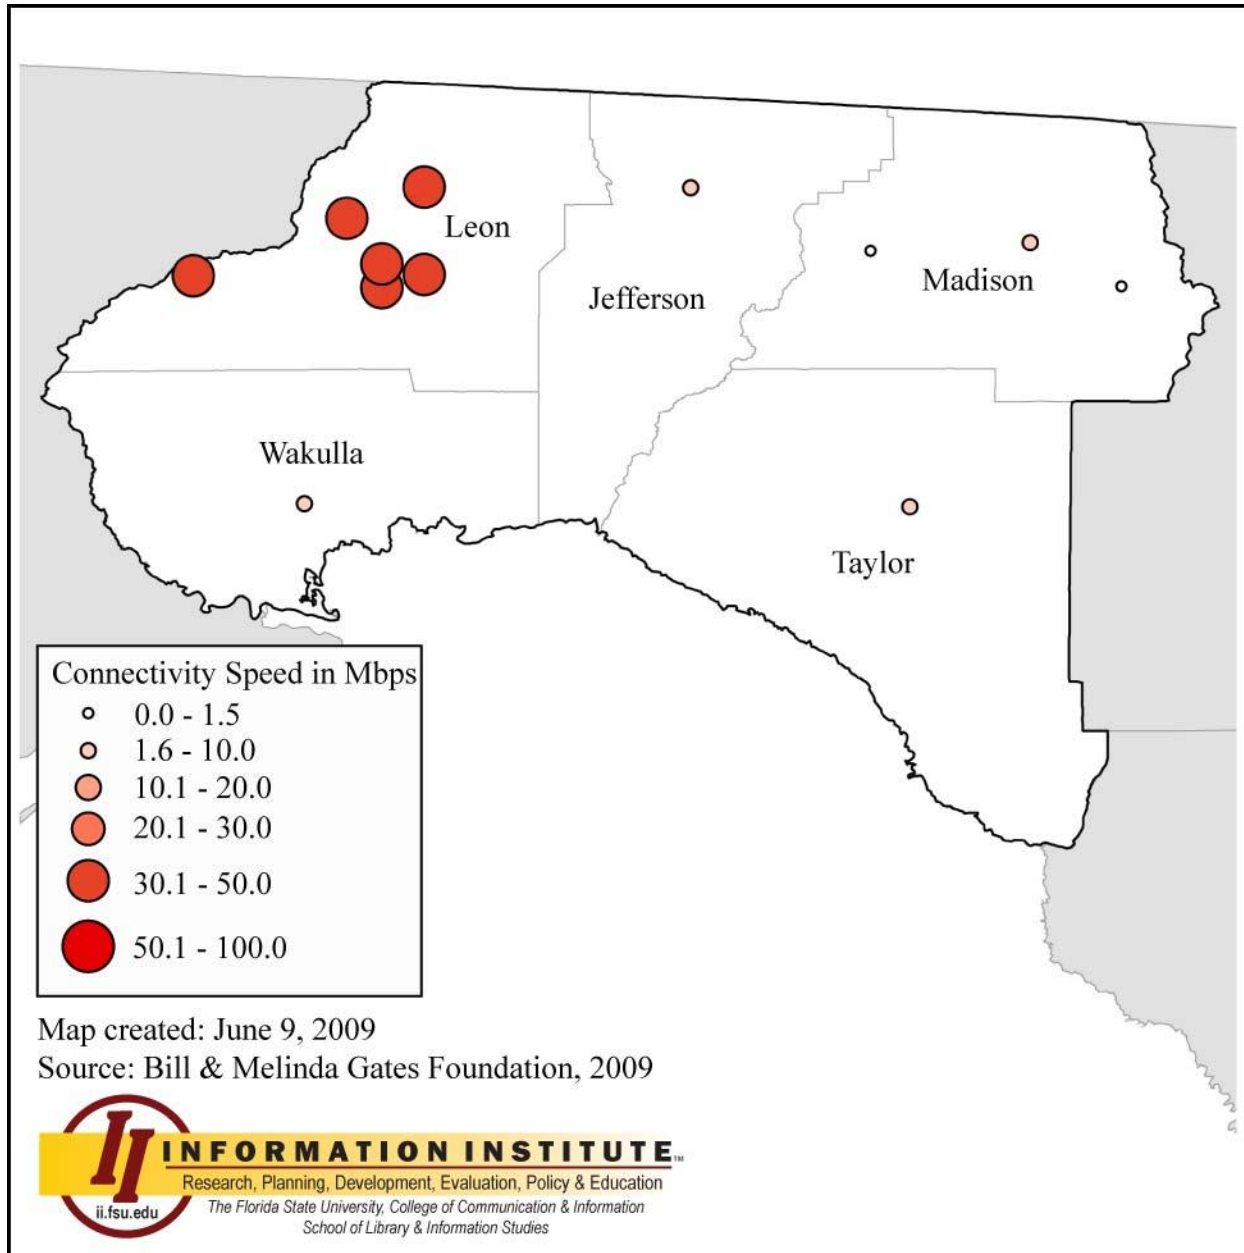 Leon
Jefferson
Madison
Wakulla
Taylor
Connectivity Speed in Mbps
0.0 - 1.5
1.6 - 10.0
10.1 - 20.0
20.1 - 30.0
30.1 - 50.0
50.1 - 100.0
Map created: June 9, 2009
Source: Bill & Melinda Gates Foundation, 2009
II
ii.fsu.edu
INFORMATION INSTITUTE™
Research, Planning, Development, Evaluation, Policy & Education
The Florida State University, College of Communication & Information
School of Library & Information Studies